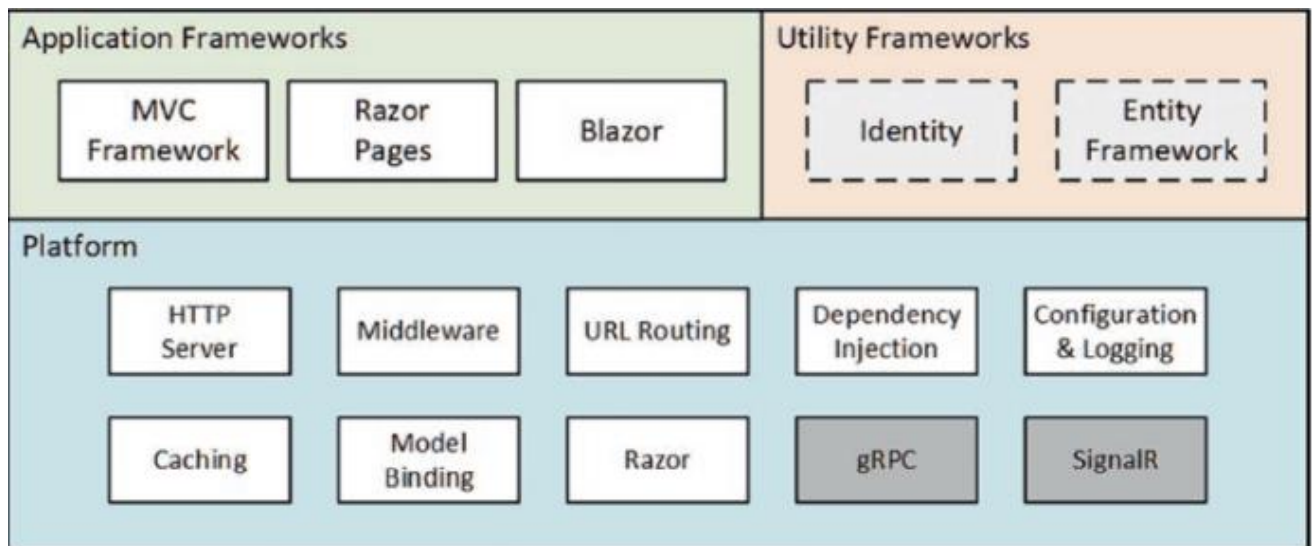 Application Frameworks
MVC
Framework
Razor
Pages
Blazor
Utility Frameworks
Identity
Entity
Framework
Platform
HTTP
Server
Middleware
URL Routing
Dependency
Injection
Configuration
& Logging
Caching
Model
Binding
Razor
gRPC
SignalR